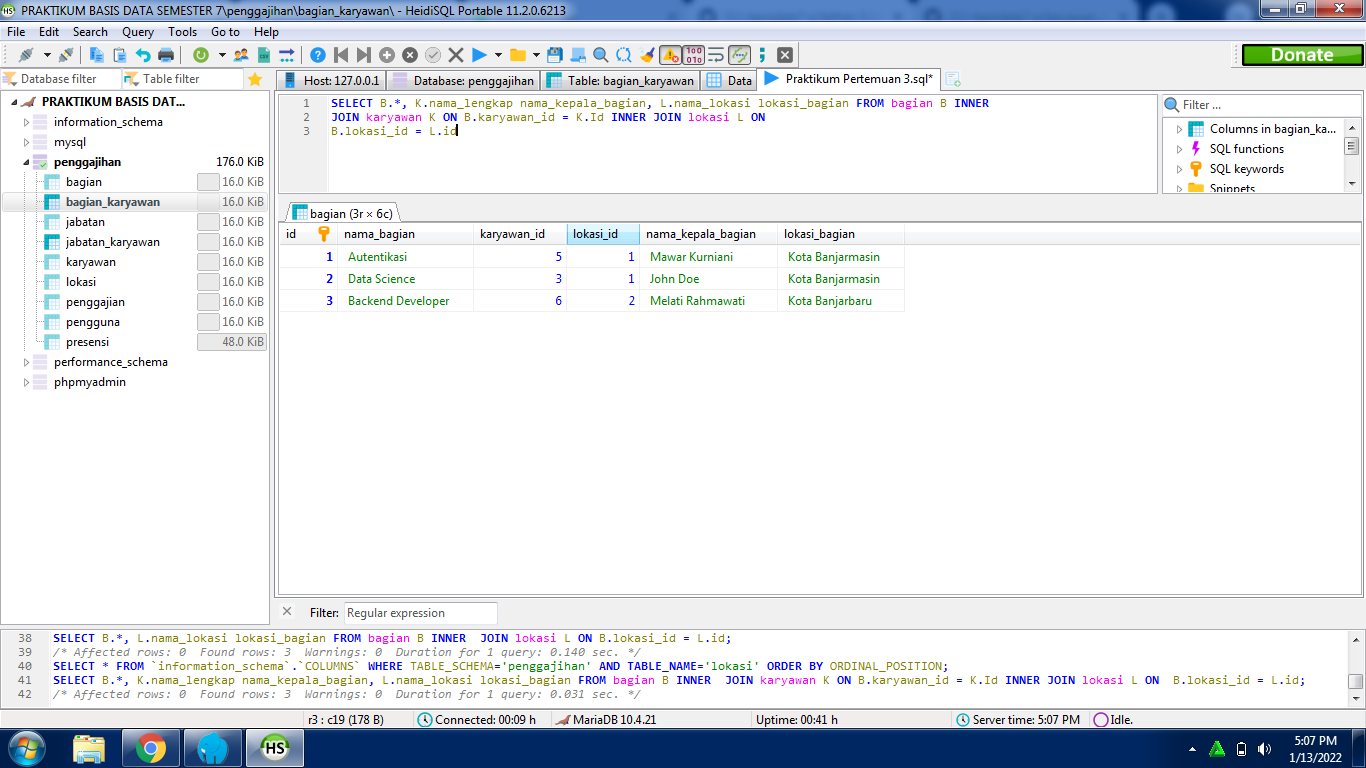 PRAKTIKUM BASIS DATA SEMESTER 7\penggajihan\bagian_karyawan\ - HeidiSQL Portable 11.2.0.6213
File Edit Search Query Tools Go to Help
Donate
Database filter Table filter
Host: 127.0.0.1 Database: penggajihan Table: bagian_karyawan Data Praktikum Pertemuan 3.sql*
PRAKTIKUM BASIS DAT...
information_schema
mysql
penggajihan 176.0 KiB
bagian 16.0 KiB
bagian_karyawan 16.0 KiB
jabatan 16.0 KiB
jabatan_karyawan 16.0 KiB
karyawan 16.0 KiB
lokasi 16.0 KiB
penggajian 16.0 KiB
pengguna 16.0 KiB
presensi 48.0 KiB
performance_schema
phpmyadmin
1 SELECT B.*, K.nama_lengkap nama_kepala_bagian, L.nama_lokasi lokasi_bagian FROM bagian B INNER
2 JOIN karyawan K ON B.karyawan_id = K.Id INNER JOIN lokasi L ON
3 B.lokasi_id = L.id
Filter ...
Columns in bagian_ka...
SQL functions
SQL keywords
Snippets
bagian (3r × 6c)
id nama_bagian karyawan_id lokasi_id nama_kepala_bagian lokasi_bagian
1 Autentikasi 5 1 Mawar Kurniani Kota Banjarmasin
2 Data Science 3 1 John Doe Kota Banjarmasin
3 Backend Developer 6 2 Melati Rahmawati Kota Banjarbaru
Filter: Regular expression
38 SELECT B.*, L.nama_lokasi lokasi_bagian FROM bagian B INNER  JOIN lokasi L ON B.lokasi_id = L.id;
39 /* Affected rows: 0  Found rows: 3  Warnings: 0  Duration for 1 query: 0.140 sec. */
40 SELECT * FROM `information_schema`.`COLUMNS` WHERE TABLE_SCHEMA='penggajihan' AND TABLE_NAME='lokasi' ORDER BY ORDINAL_POSITION;
41 SELECT B.*, K.nama_lengkap nama_kepala_bagian, L.nama_lokasi lokasi_bagian FROM bagian B INNER  JOIN karyawan K ON B.karyawan_id = K.Id INNER JOIN lokasi L ON  B.lokasi_id = L.id;
42 /* Affected rows: 0  Found rows: 3  Warnings: 0  Duration for 1 query: 0.031 sec. */
r3 : c19 (178 B) Connected: 00:09 h MariaDB 10.4.21 Uptime: 00:41 h Server time: 5:07 PM Idle.
HS
5:07 PM
1/13/2022